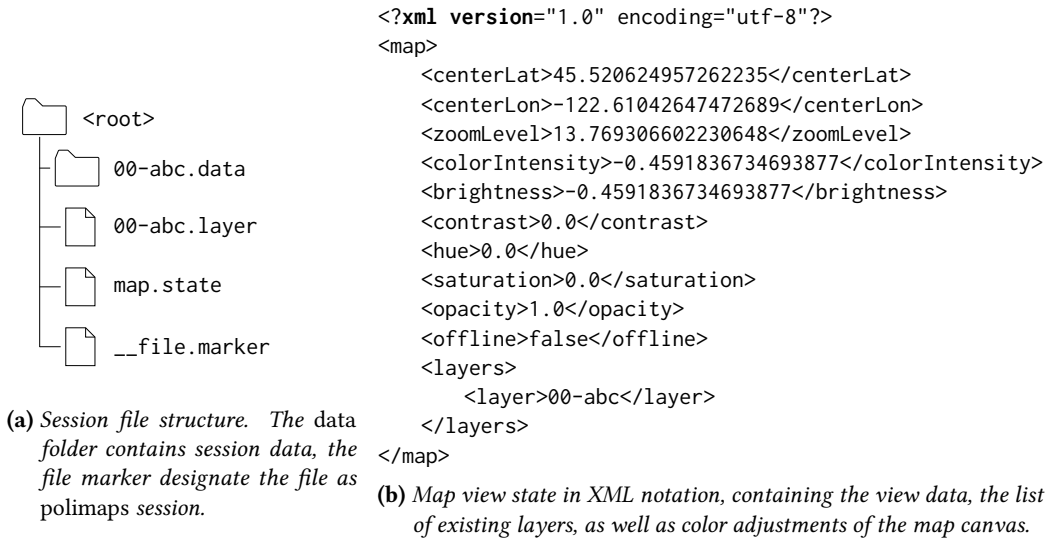 <root>
00-abc.data
00-abc.layer
map.state
__file.marker
(a) Session file structure. The data
folder contains session data, the
file marker designate the file as
polimaps session.
<?xml version="1.0" encoding="utf-8"?>
<map>
<centerLat>45.520624957262235</centerLat>
<centerLon>-122.61042647472689</centerLon>
<zoomLevel>13.769306602230648</zoomLevel>
<colorIntensity>-0.4591836734693877</colorIntensity>
<brightness>-0.4591836734693877</brightness>
<contrast>0.0</contrast>
<hue>0.0</hue>
<saturation>0.0</saturation>
<opacity>1.0</opacity>
<offline>false</offline>
<layers>
<layer>00-abc</layer>
</layers>
</map>
(b) Map view state in XML notation, containing the view data, the list
of existing layers, as well as color adjustments of the map canvas.